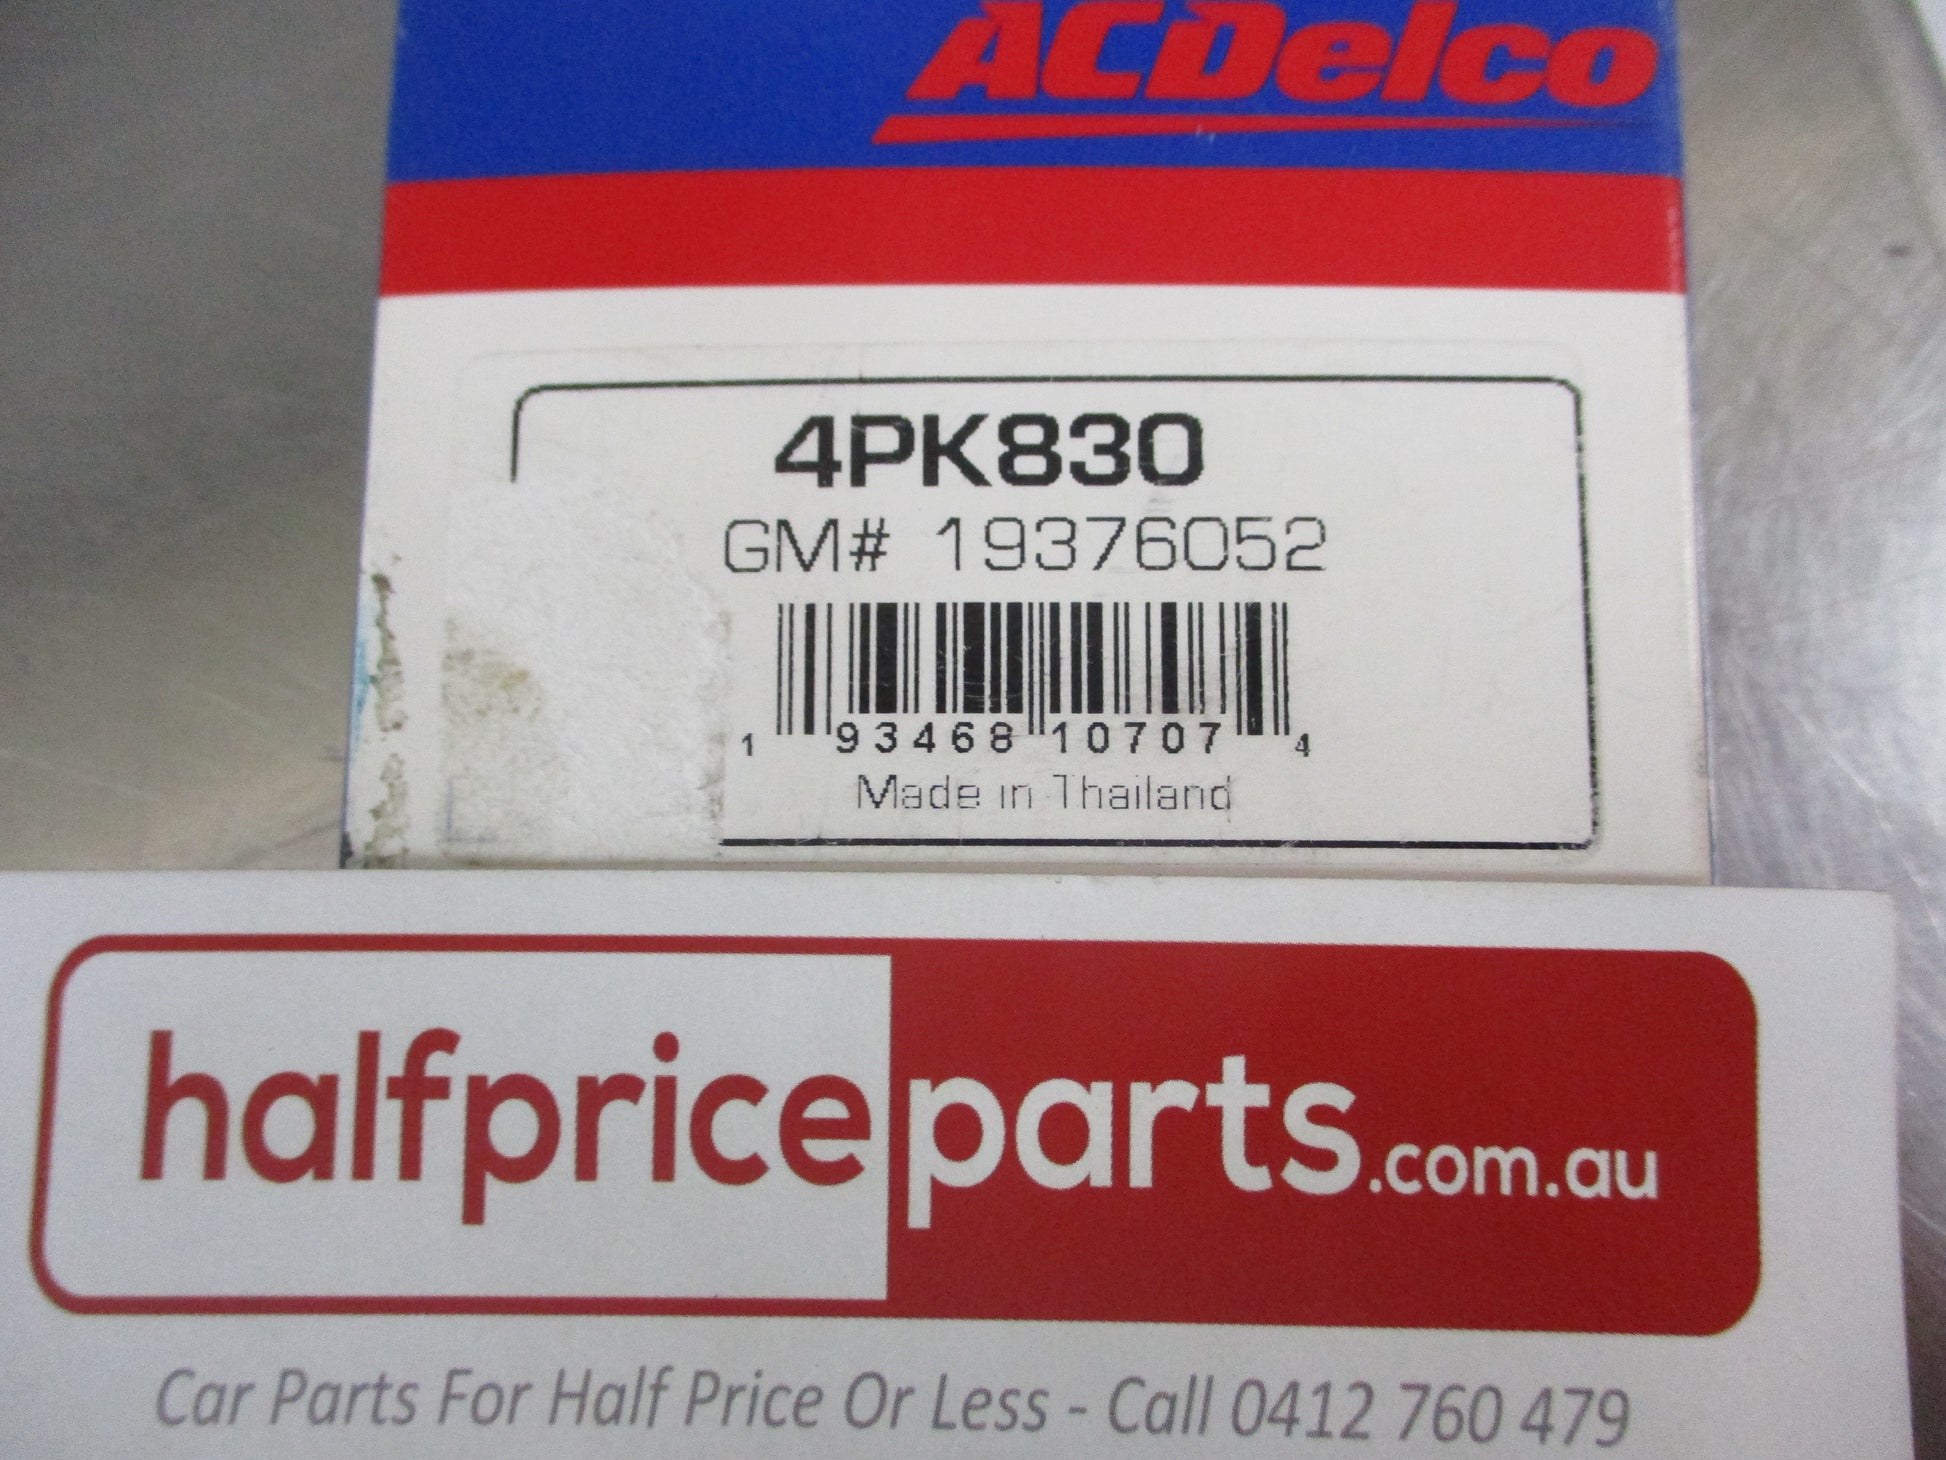 ACDelco
4PK830
GM# 19376052
1 93468 10707 4
Made in Thailand
halfpriceparts.com.au
Car Parts For Half Price Or Less - Call 0412 760 479